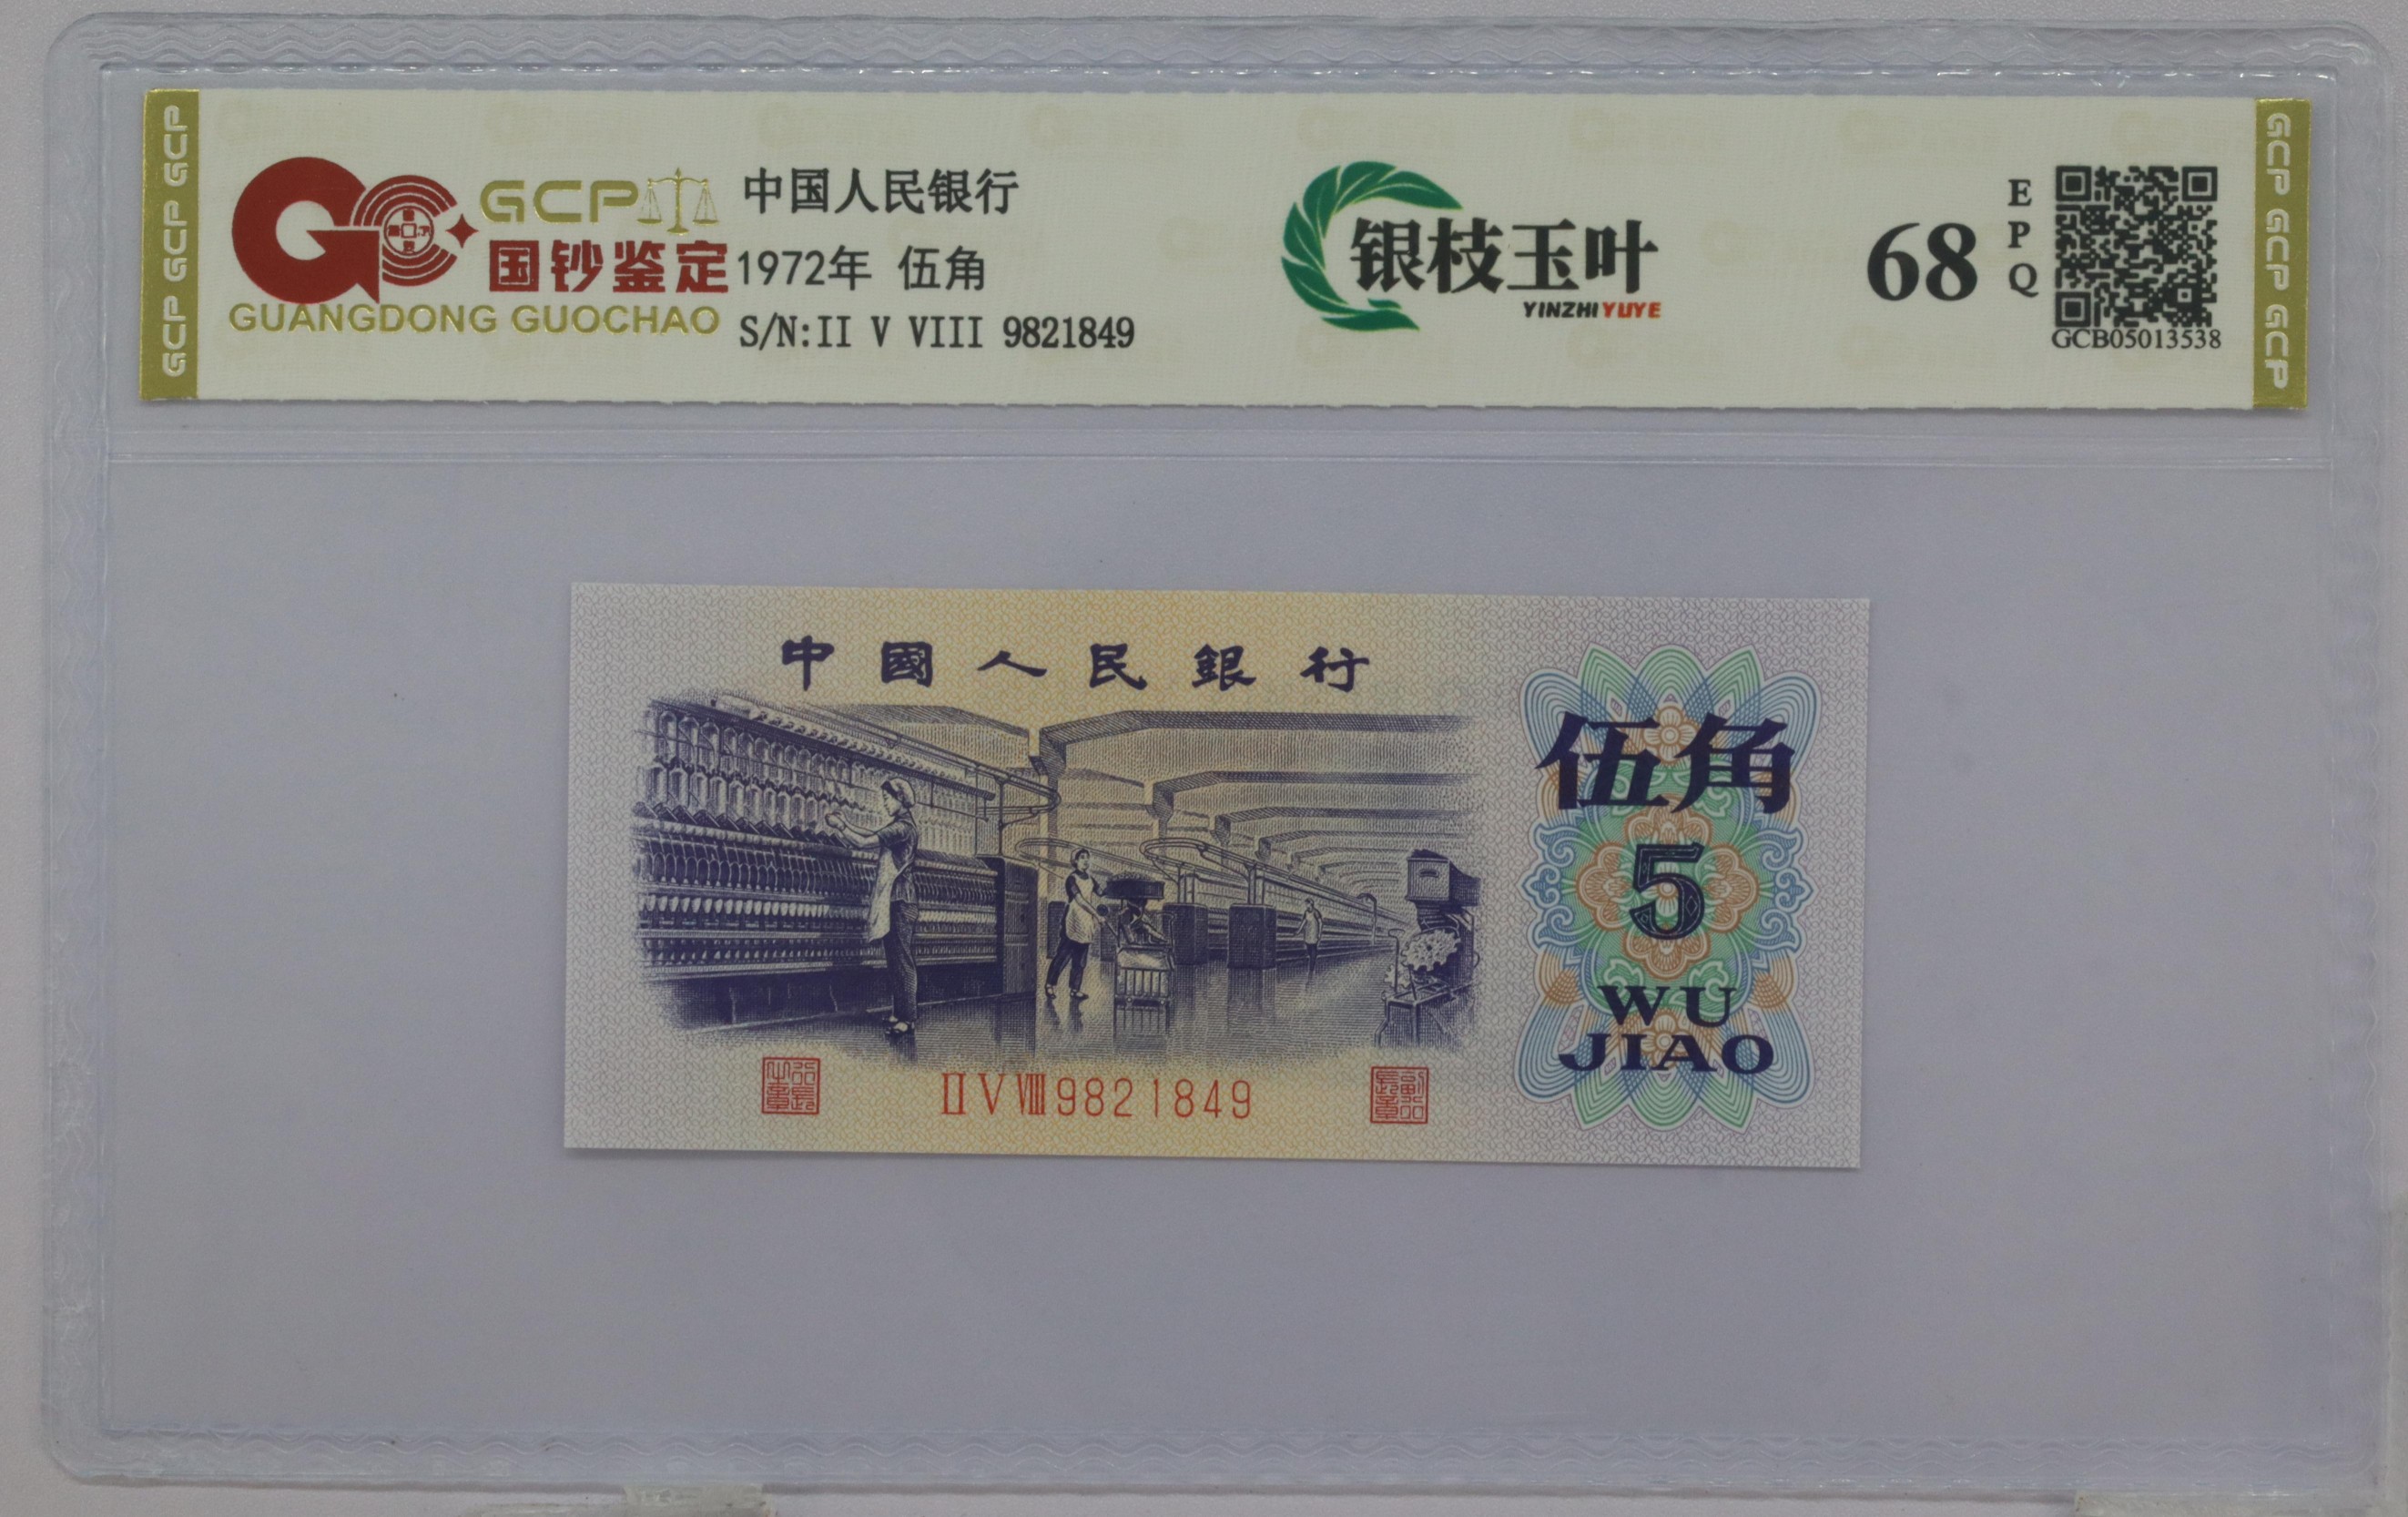 GCP GCP GCP
GCP
国钞鉴定
GUANGDONG GUOCHAO
中国人民银行
1972年 伍角
S/N:II V VIII 9821849
银枝玉叶
YINZHIYUYE
68
EPQ
GCB05013538
GCP GCP GCP GCP
中國人民銀行
伍角
5
WU
JIAO
II V VIII 9821849